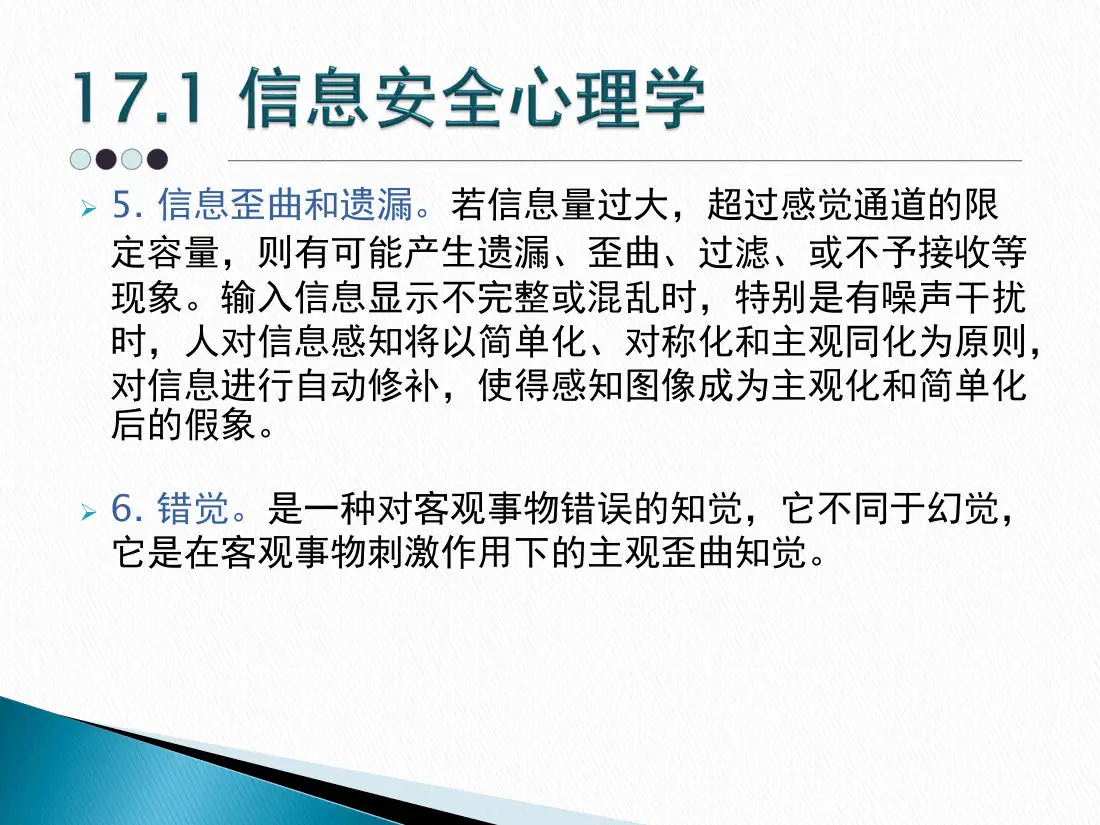 17.1 信息安全心理学
5. 信息歪曲和遗漏。若信息量过大，超过感觉通道的限
定容量，则有可能产生遗漏、歪曲、过滤、或不予接收等
现象。输入信息显示不完整或混乱时，特别是有噪声干扰
时，人对信息感知将以简单化、对称化和主观同化为原则，
对信息进行自动修补，使得感知图像成为主观化和简单化
后的假象。
6. 错觉。是一种对客观事物错误的知觉，它不同于幻觉，
它是在客观事物刺激作用下的主观歪曲知觉。